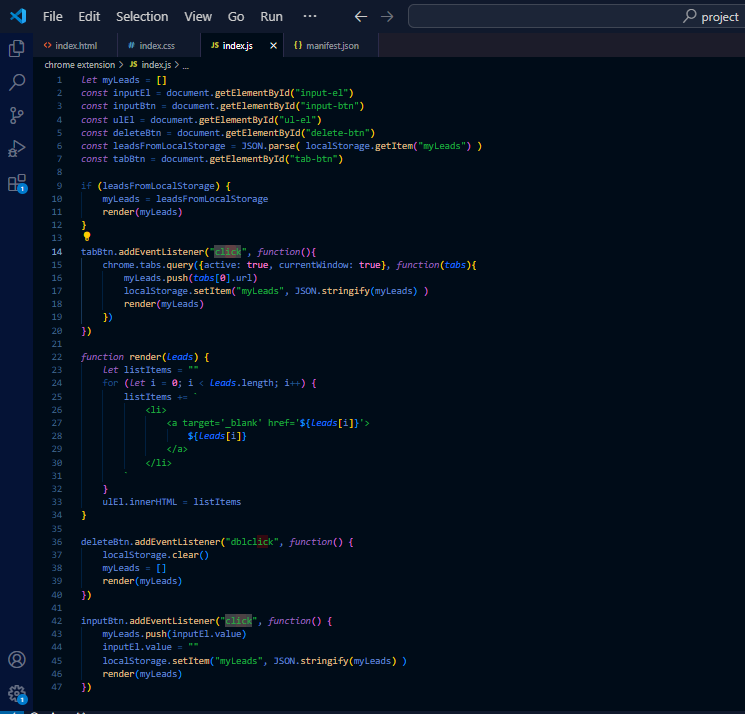 File Edit Selection View Go Run ··· ← → project
<> index.html # index.css JS index.js × {} manifest.json
chrome extension > JS index.js > ...
1 let myLeads = []
2 const inputEl = document.getElementById("input-el")
3 const inputBtn = document.getElementById("input-btn")
4 const ulEl = document.getElementById("ul-el")
5 const deleteBtn = document.getElementById("delete-btn")
6 const leadsFromLocalStorage = JSON.parse( localStorage.getItem("myLeads") )
7 const tabBtn = document.getElementById("tab-btn")
8
9 if (leadsFromLocalStorage) {
10     myLeads = leadsFromLocalStorage
11     render(myLeads)
12 }
13
14 tabBtn.addEventListener("click", function(){
15     chrome.tabs.query({active: true, currentWindow: true}, function(tabs){
16         myLeads.push(tabs[0].url)
17         localStorage.setItem("myLeads", JSON.stringify(myLeads) )
18         render(myLeads)
19     })
20 })
21
22 function render(leads) {
23     let listItems = ""
24     for (let i = 0; i < leads.length; i++) {
25         listItems += `
26             <li>
27                 <a target='_blank' href='${leads[i]}'>
28                     ${leads[i]}
29                 </a>
30             </li>
31         `
32     }
33     ulEl.innerHTML = listItems
34 }
35
36 deleteBtn.addEventListener("dblclick", function() {
37     localStorage.clear()
38     myLeads = []
39     render(myLeads)
40 })
41
42 inputBtn.addEventListener("click", function() {
43     myLeads.push(inputEl.value)
44     inputEl.value = ""
45     localStorage.setItem("myLeads", JSON.stringify(myLeads) )
46     render(myLeads)
47 })
1
1